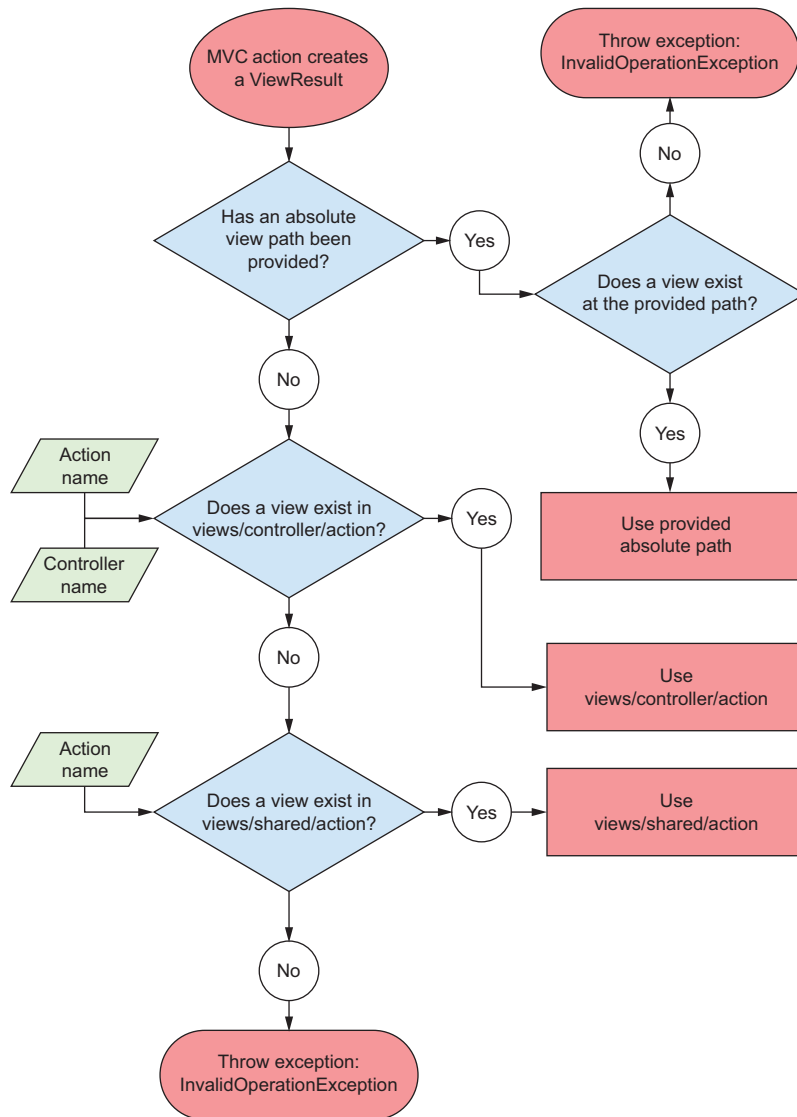 MVC action creates
a ViewResult
Throw exception:
InvalidOperationException
No
Has an absolute
view path been
provided?
Yes
Does a view exist
at the provided path?
No
Yes
Action
name
Does a view exist in
views/controller/action?
Yes
Use provided
absolute path
Controller
name
No
Use
views/controller/action
Action
name
Does a view exist in
views/shared/action?
Yes
Use
views/shared/action
No
Throw exception:
InvalidOperationException